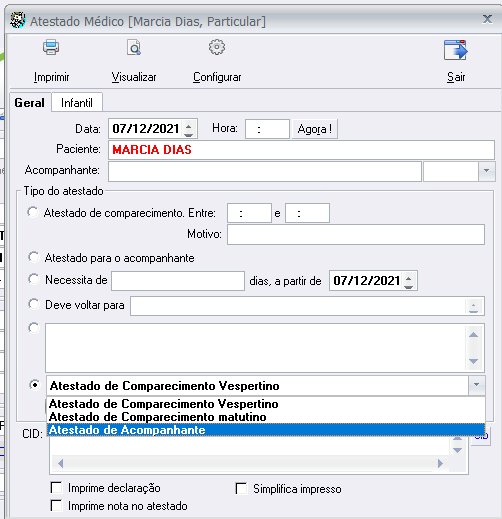 Atestado Médico [Marcia Dias, Particular]
Imprimir Visualizar Configurar Sair
Geral Infantil
Data: 07/12/2021 Hora: : Agora !
Paciente: MARCIA DIAS
Acompanhante:
Tipo do atestado
Atestado de comparecimento. Entre: : e :
Motivo:
Atestado para o acompanhante
Necessita de dias, a partir de 07/12/2021
Deve voltar para
Atestado de Comparecimento Vespertino
Atestado de Comparecimento Vespertino
Atestado de Comparecimento matutino
Atestado de Acompanhante
CID:
Imprime declaração Simplifica impresso
Imprime nota no atestado